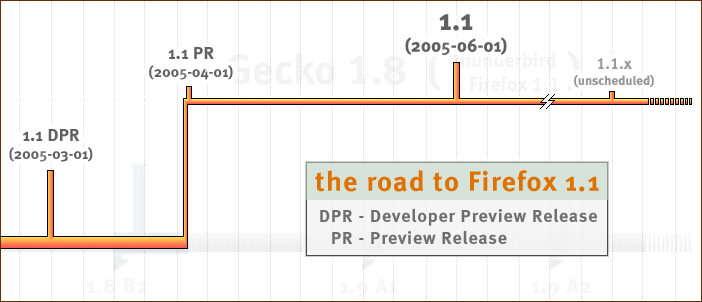 1.1
(2005-06-01)
1.1 PR
(2005-04-01)
Gecko 1.8 ( Thunderbird
Firefox 1.1 )
1.1.x
(unscheduled)
1.1 DPR
(2005-03-01)
the road to Firefox 1.1
DPR - Developer Preview Release
PR - Preview Release
1.8 B2
1.9 A1
1.9 A2